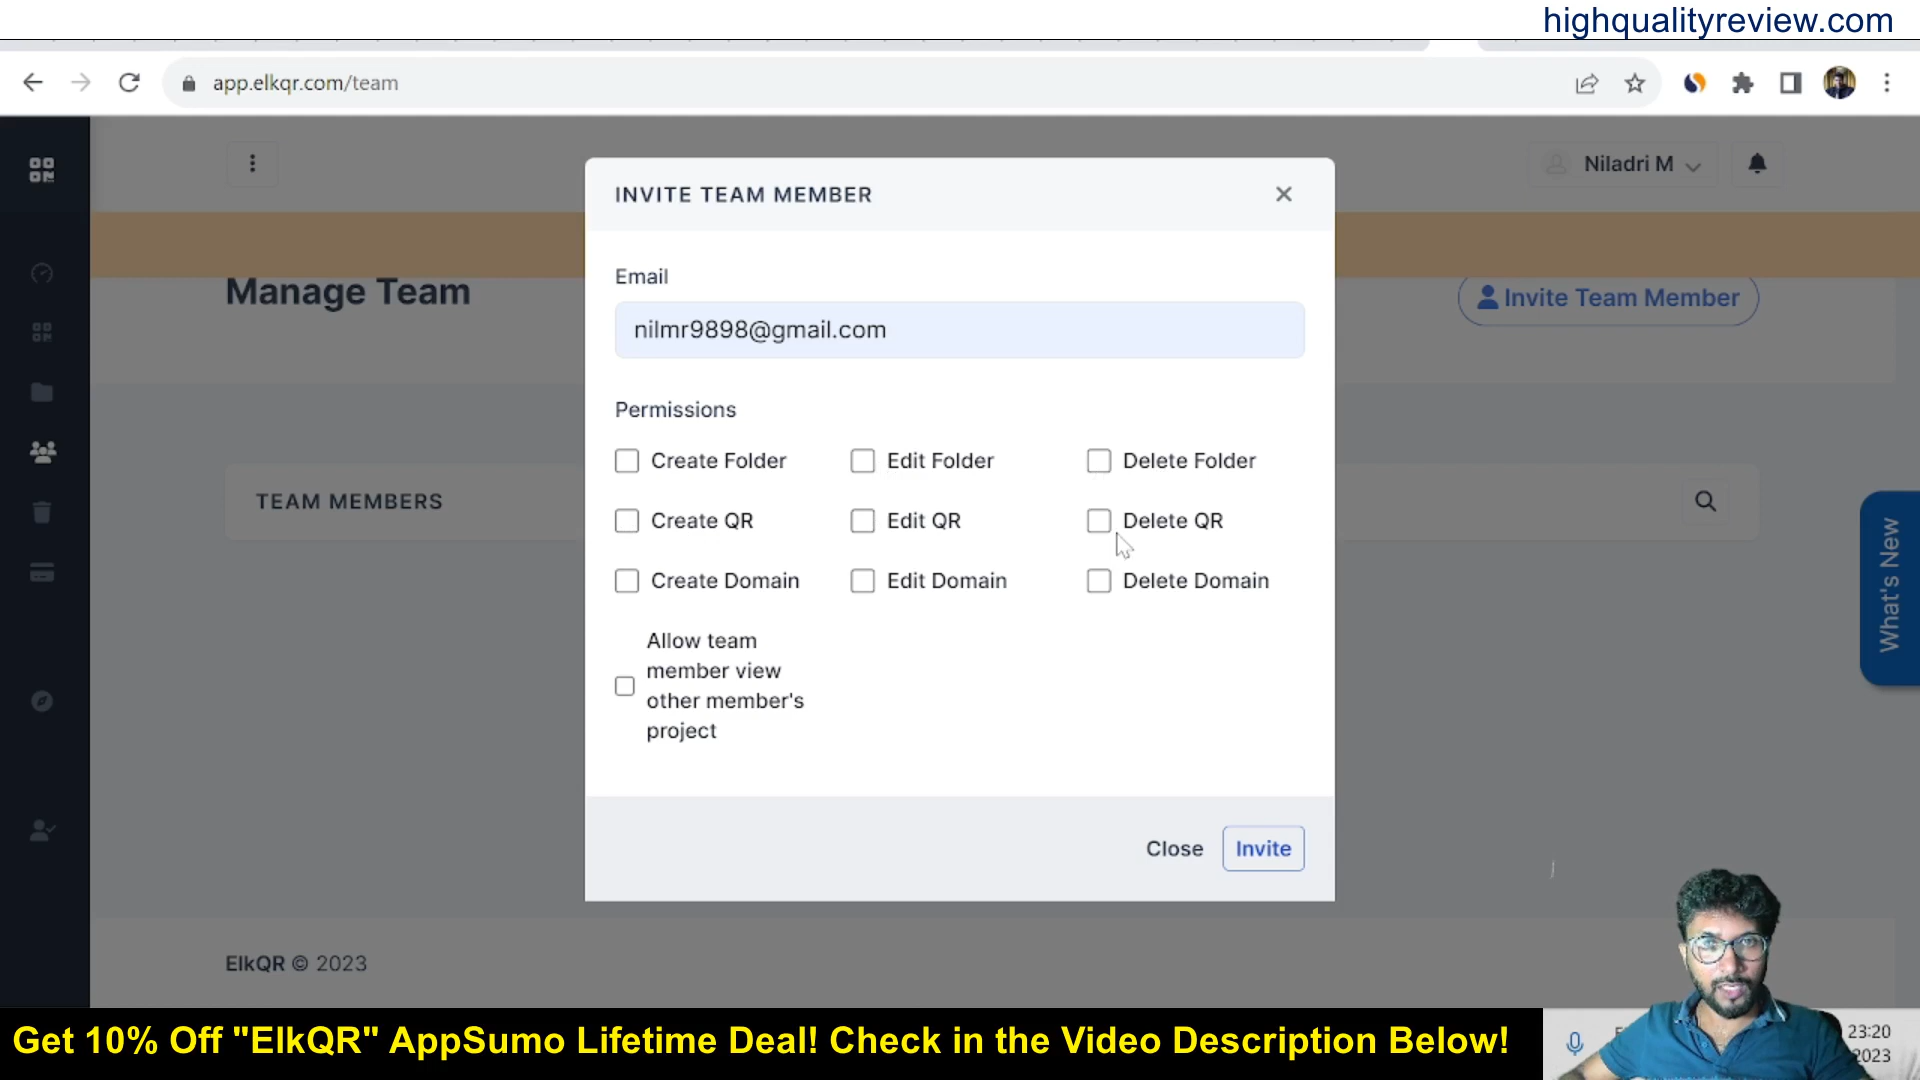 highqualityreview.com
app.elkqr.com/team
Niladri M
INVITE TEAM MEMBER
Manage Team
Invite Team Member
Email
nilmr9898@gmail.com
Permissions
Create Folder Edit Folder Delete Folder
TEAM MEMBERS
Create QR Edit QR Delete QR
Create Domain Edit Domain Delete Domain
What's New
Allow team
member view
other member's
project
Close Invite
ElkQR © 2023
Get 10% Off "ElkQR" AppSumo Lifetime Deal! Check in the Video Description Below!
23:20
2023